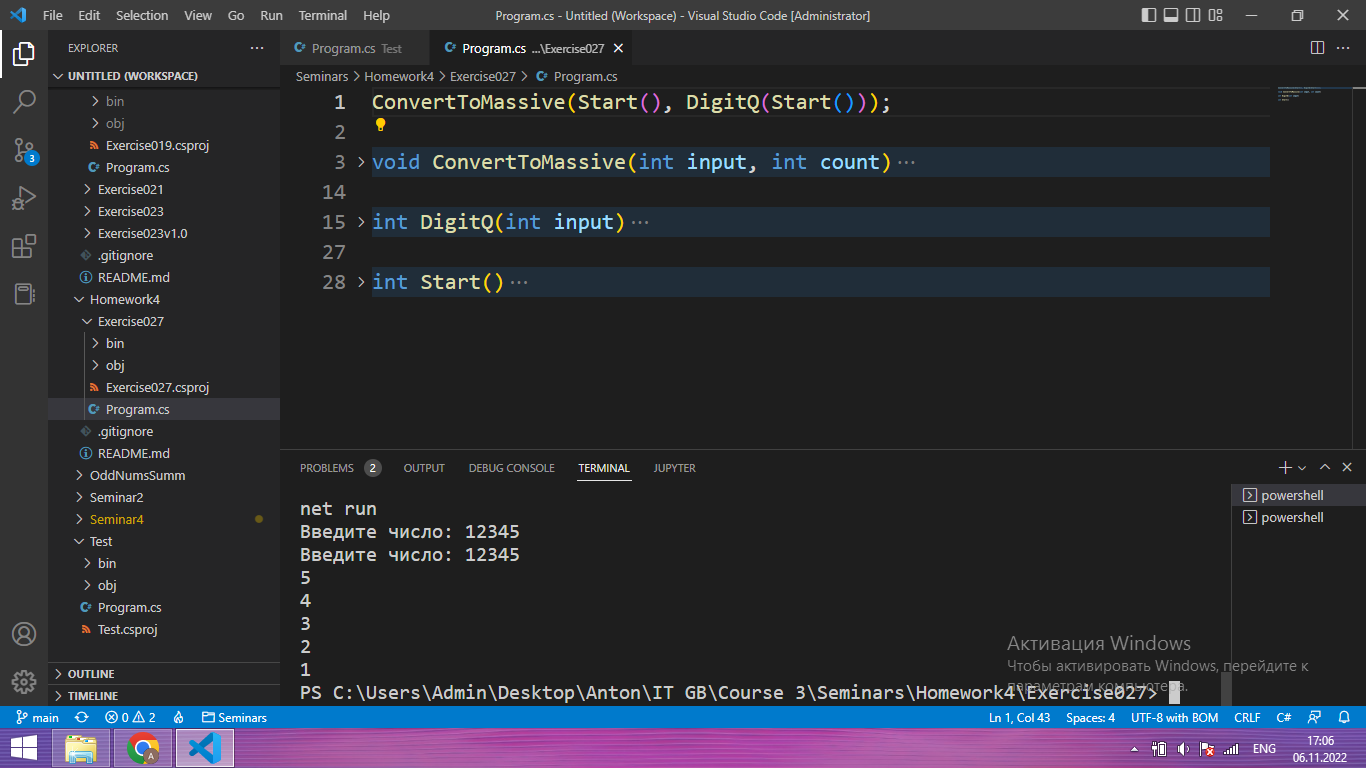 File Edit Selection View Go Run Terminal Help
Program.cs - Untitled (Workspace) - Visual Studio Code [Administrator]
EXPLORER
UNTITLED (WORKSPACE)
bin
obj
Exercise019.csproj
Program.cs
Exercise021
Exercise023
Exercise023v1.0
.gitignore
README.md
Homework4
Exercise027
bin
obj
Exercise027.csproj
Program.cs
.gitignore
README.md
OddNumsSumm
Seminar2
Seminar4
Test
bin
obj
Program.cs
Test.csproj
OUTLINE
TIMELINE
3
Program.cs Test
Program.cs ...\Exercise027
Seminars > Homework4 > Exercise027 > Program.cs
1 ConvertToMassive(Start(), DigitQ(Start()));
2
3 void ConvertToMassive(int input, int count)
14
15 int DigitQ(int input)
27
28 int Start()
PROBLEMS 2 OUTPUT DEBUG CONSOLE TERMINAL JUPYTER
powershell
powershell
net run
Введите число: 12345
Введите число: 12345
5
4
3
2
1
PS C:\Users\Admin\Desktop\Anton\IT GB\Course 3\Seminars\Homework4\Exercise027>
Активация Windows
Чтобы активировать Windows, перейдите к
параметрам компьютера.
main 0 2 Seminars Ln 1, Col 43 Spaces: 4 UTF-8 with BOM CRLF C#
A
ENG
17:06
06.11.2022